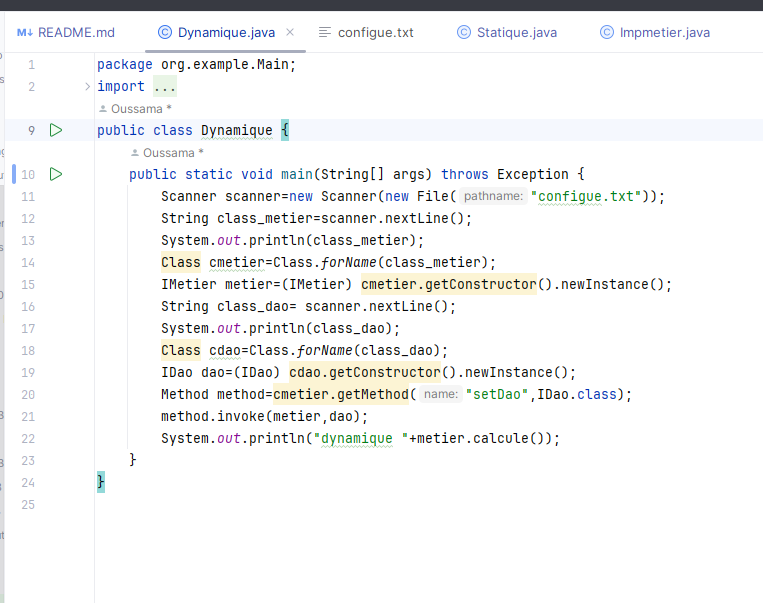 README.md
Dynamique.java
configue.txt
Statique.java
Impmetier.java
1 package org.example.Main;
2 import ...
Oussama *
9 public class Dynamique {
Oussama *
10 public static void main(String[] args) throws Exception {
11 Scanner scanner=new Scanner(new File( pathname: "configue.txt"));
12 String class_metier=scanner.nextLine();
13 System.out.println(class_metier);
14 Class cmetier=Class.forName(class_metier);
15 IMetier metier=(IMetier) cmetier.getConstructor().newInstance();
16 String class_dao= scanner.nextLine();
17 System.out.println(class_dao);
18 Class cdao=Class.forName(class_dao);
19 IDao dao=(IDao) cdao.getConstructor().newInstance();
20 Method method=cmetier.getMethod( name: "setDao",IDao.class);
21 method.invoke(metier,dao);
22 System.out.println("dynamique "+metier.calcule());
23 }
24 }
25